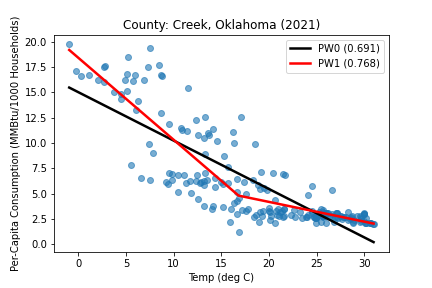 County: Creek, Oklahoma (2021)
Per-Capita Consumption (MMBtu/1000 Households)
20.0
17.5
15.0
12.5
10.0
7.5
5.0
2.5
0.0
PW0 (0.691)
PW1 (0.768)
0 5 10 15 20 25 30
Temp (deg C)